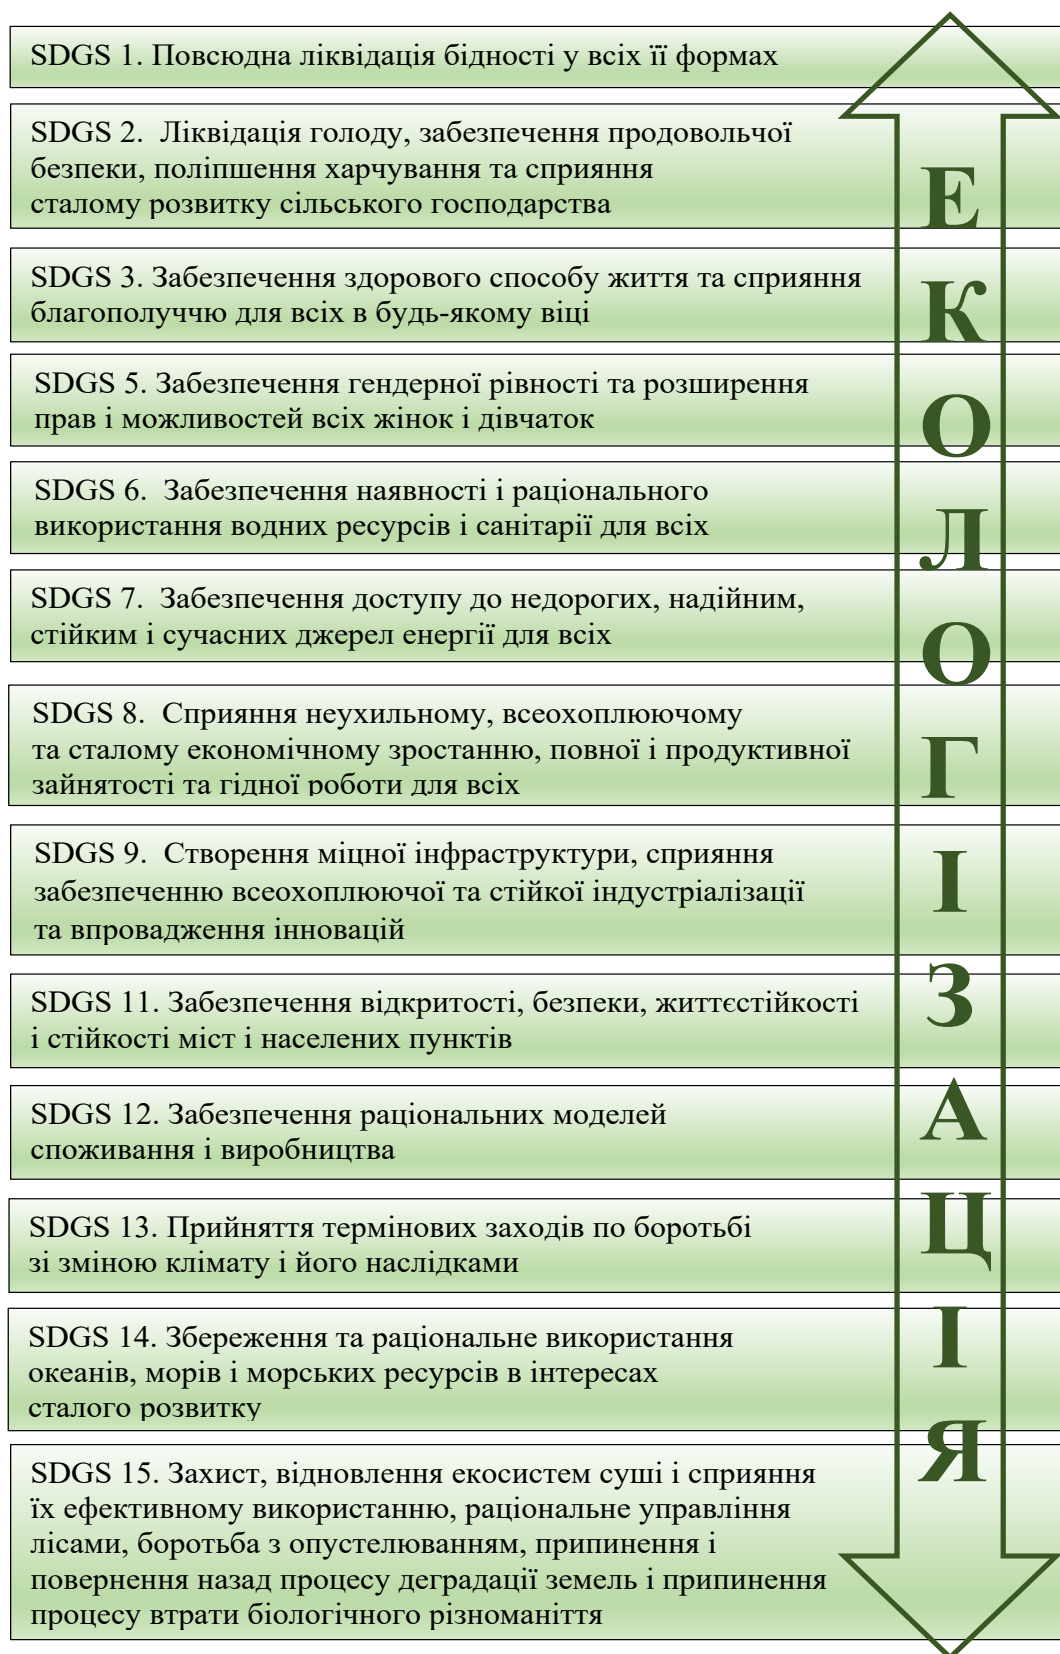 SDGS 1. Повсюдна ліквідація бідності у всіх її формах
SDGS 2. Ліквідація голоду, забезпечення продовольчої
безпеки, поліпшення харчування та сприяння
сталому розвитку сільського господарства
SDGS 3. Забезпечення здорового способу життя та сприяння
благополуччю для всіх в будь-якому віці
SDGS 5. Забезпечення гендерної рівності та розширення
прав і можливостей всіх жінок і дівчаток
SDGS 6. Забезпечення наявності і раціонального
використання водних ресурсів і санітарії для всіх
SDGS 7. Забезпечення доступу до недорогих, надійним,
стійким і сучасних джерел енергії для всіх
SDGS 8. Сприяння неухильному, всеохоплюючому
та сталому економічному зростанню, повної і продуктивної
зайнятості та гідної роботи для всіх
SDGS 9. Створення міцної інфраструктури, сприяння
забезпеченню всеохоплюючої та стійкої індустріалізації
та впровадження інновацій
SDGS 11. Забезпечення відкритості, безпеки, життєстійкості
і стійкості міст і населених пунктів
SDGS 12. Забезпечення раціональних моделей
споживання і виробництва
SDGS 13. Прийняття термінових заходів по боротьбі
зі зміною клімату і його наслідками
SDGS 14. Збереження та раціональне використання
океанів, морів і морських ресурсів в інтересах
сталого розвитку
SDGS 15. Захист, відновлення екосистем суші і сприяння
їх ефективному використанню, раціональне управління
лісами, боротьба з опустелюванням, припинення і
повернення назад процесу деградації земель і припинення
процесу втрати біологічного різноманіття
ЕКОЛОГІЗАЦІЯ